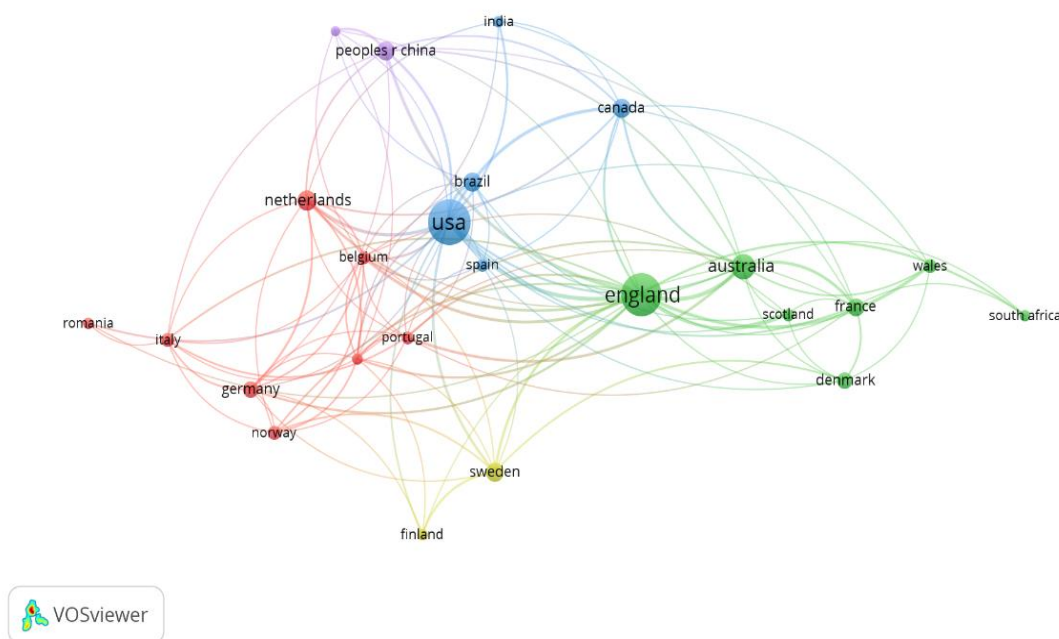 india
peoples r china
canada
brazil
netherlands
usa
belgium
spain
australia
wales
england
france
scotland
south africa
romania
italy
portugal
germany
denmark
norway
sweden
finland
VOSviewer